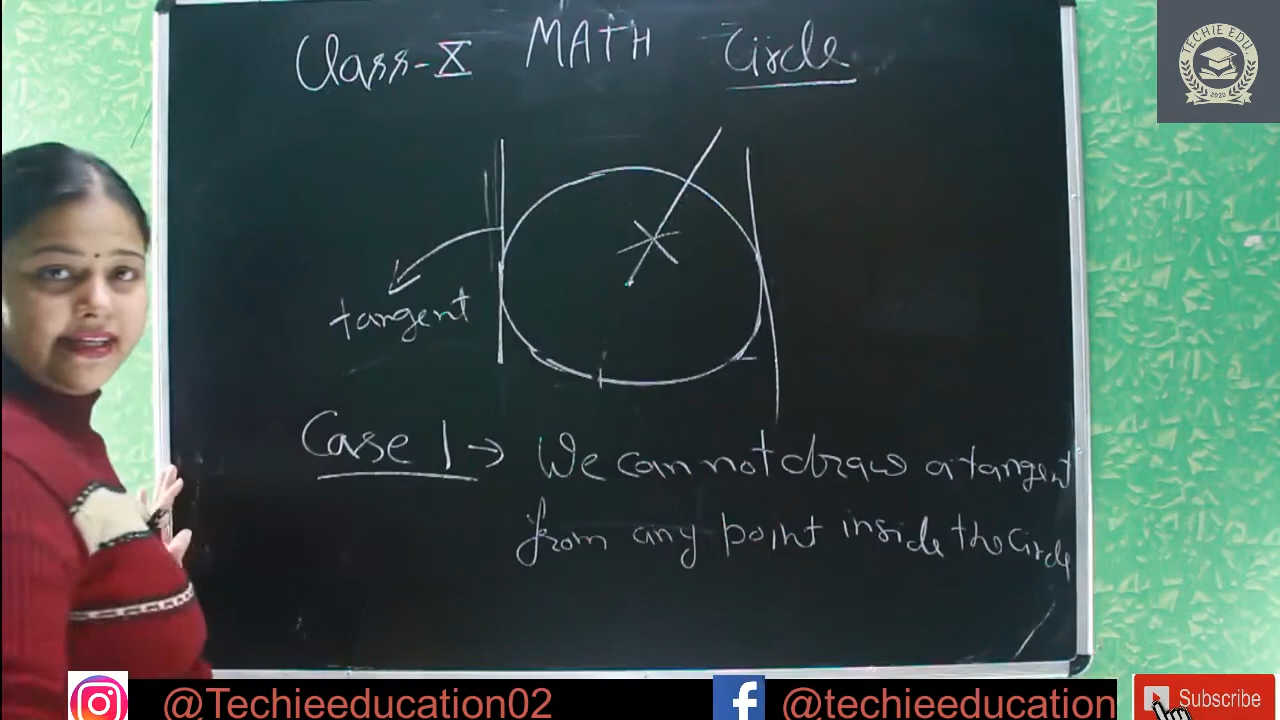 Class-X MATH Circle
TECHIE EDU.
2020
tangent
Case 1 → We can not draw a tangent
from any point inside the circle
@Techieeducation02
@techieeducation
Subscribe